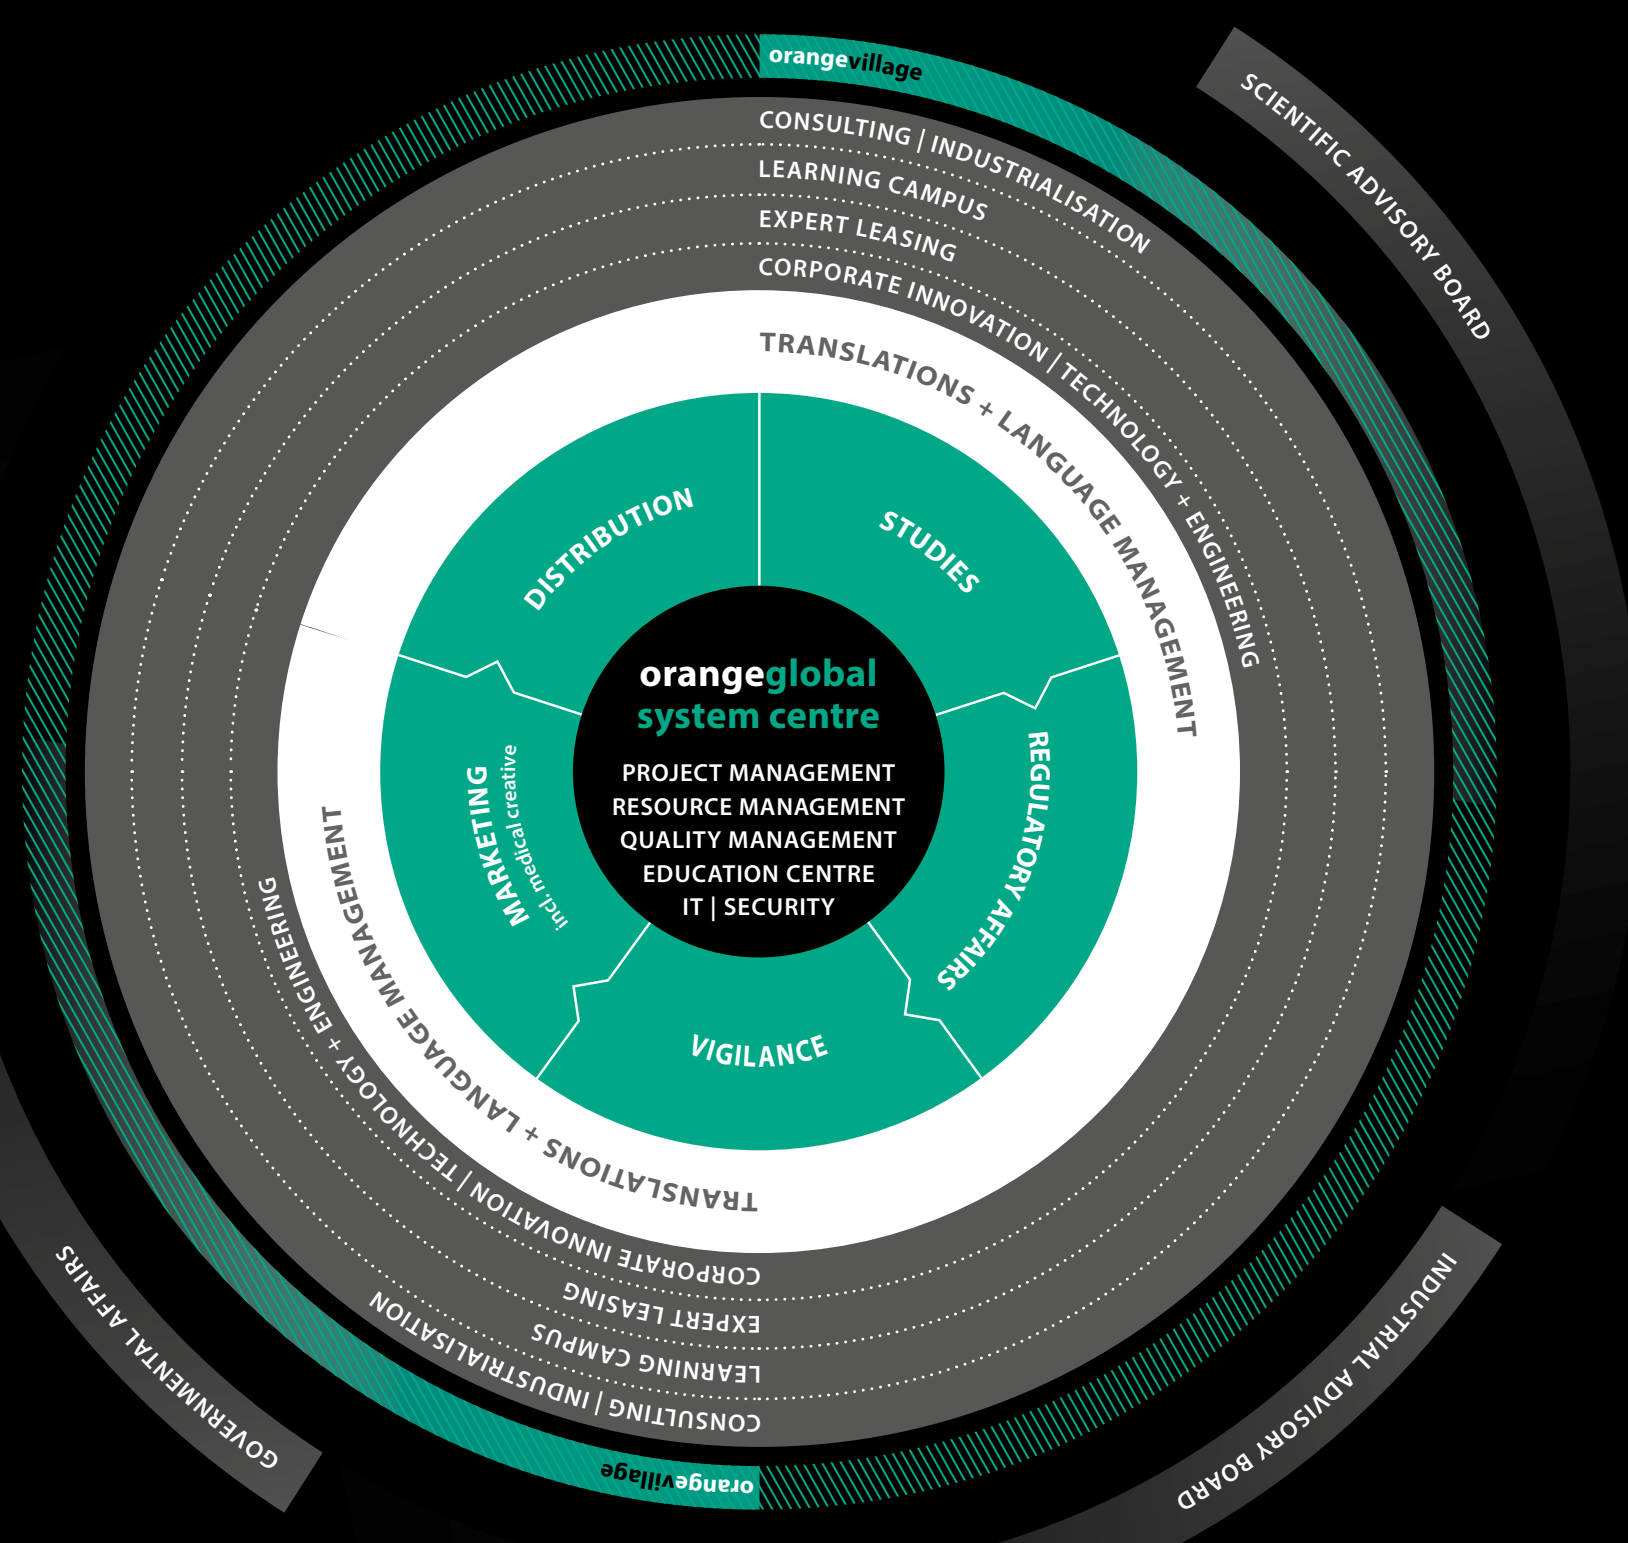 orangevillage
SCIENTIFIC ADVISORY BOARD
CONSULTING | INDUSTRIALISATION
LEARNING CAMPUS
EXPERT LEASING
CORPORATE INNOVATION | TECHNOLOGY + ENGINEERING
TRANSLATIONS + LANGUAGE MANAGEMENT
DISTRIBUTION
STUDIES
orangeglobal
system centre
PROJECT MANAGEMENT
RESOURCE MANAGEMENT
QUALITY MANAGEMENT
EDUCATION CENTRE
IT | SECURITY
REGULATORY AFFAIRS
MARKETING
incl. medical creative
VIGILANCE
TRANSLATIONS + LANGUAGE MANAGEMENT
CORPORATE INNOVATION | TECHNOLOGY + ENGINEERING
EXPERT LEASING
LEARNING CAMPUS
CONSULTING | INDUSTRIALISATION
orangevillage
GOVERNMENTAL AFFAIRS
INDUSTRIAL ADVISORY BOARD